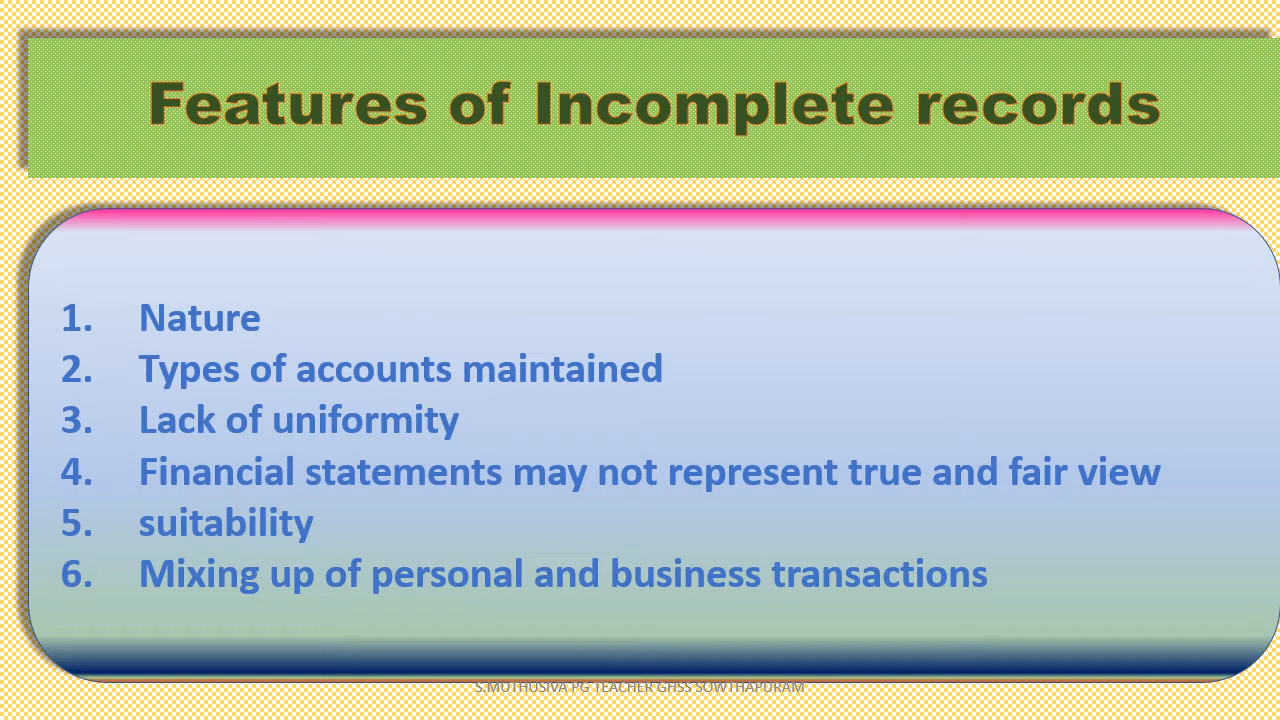 Features of Incomplete records
1. Nature
2. Types of accounts maintained
3. Lack of uniformity
4. Financial statements may not represent true and fair view
5. suitability
6. Mixing up of personal and business transactions
S.MUTHUSIVA PG TEACHER GHSS SOWTHAPURAM